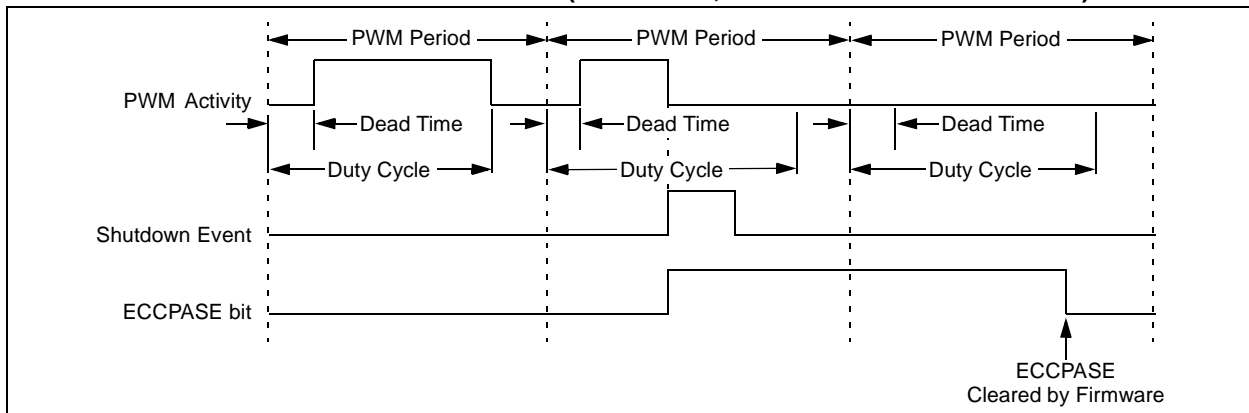 PWM Period PWM Period PWM Period
PWM Activity
Dead Time Dead Time Dead Time
Duty Cycle Duty Cycle Duty Cycle
Shutdown Event
ECCPASE bit
ECCPASE
Cleared by Firmware